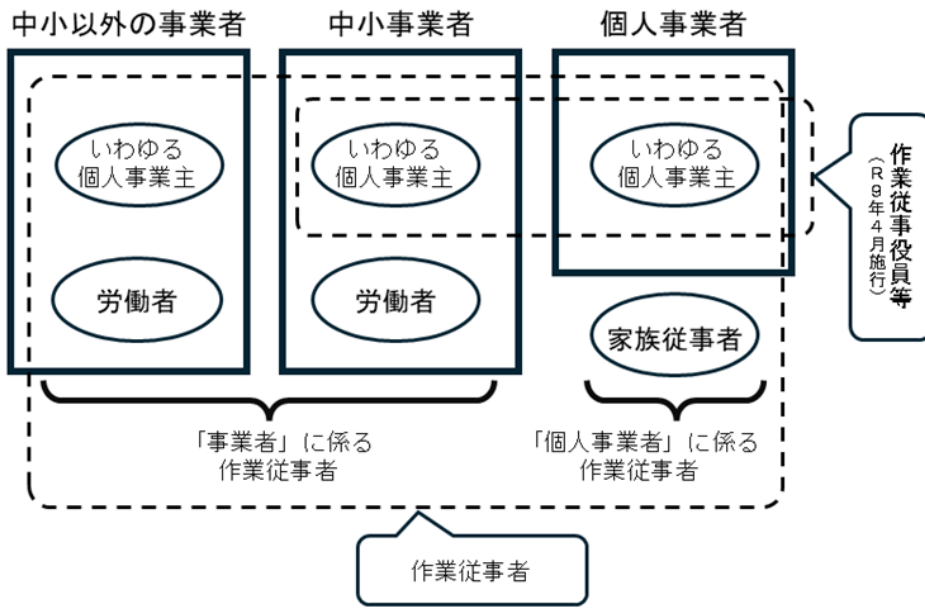 中小以外の事業者
中小事業者
個人事業者
いわゆる
個人事業主
いわゆる
個人事業主
いわゆる
個人事業主
作業従事役員等
（R9年4月施行）
労働者
労働者
家族従事者
「事業者」に係る
作業従事者
「個人事業者」に係る
作業従事者
作業従事者